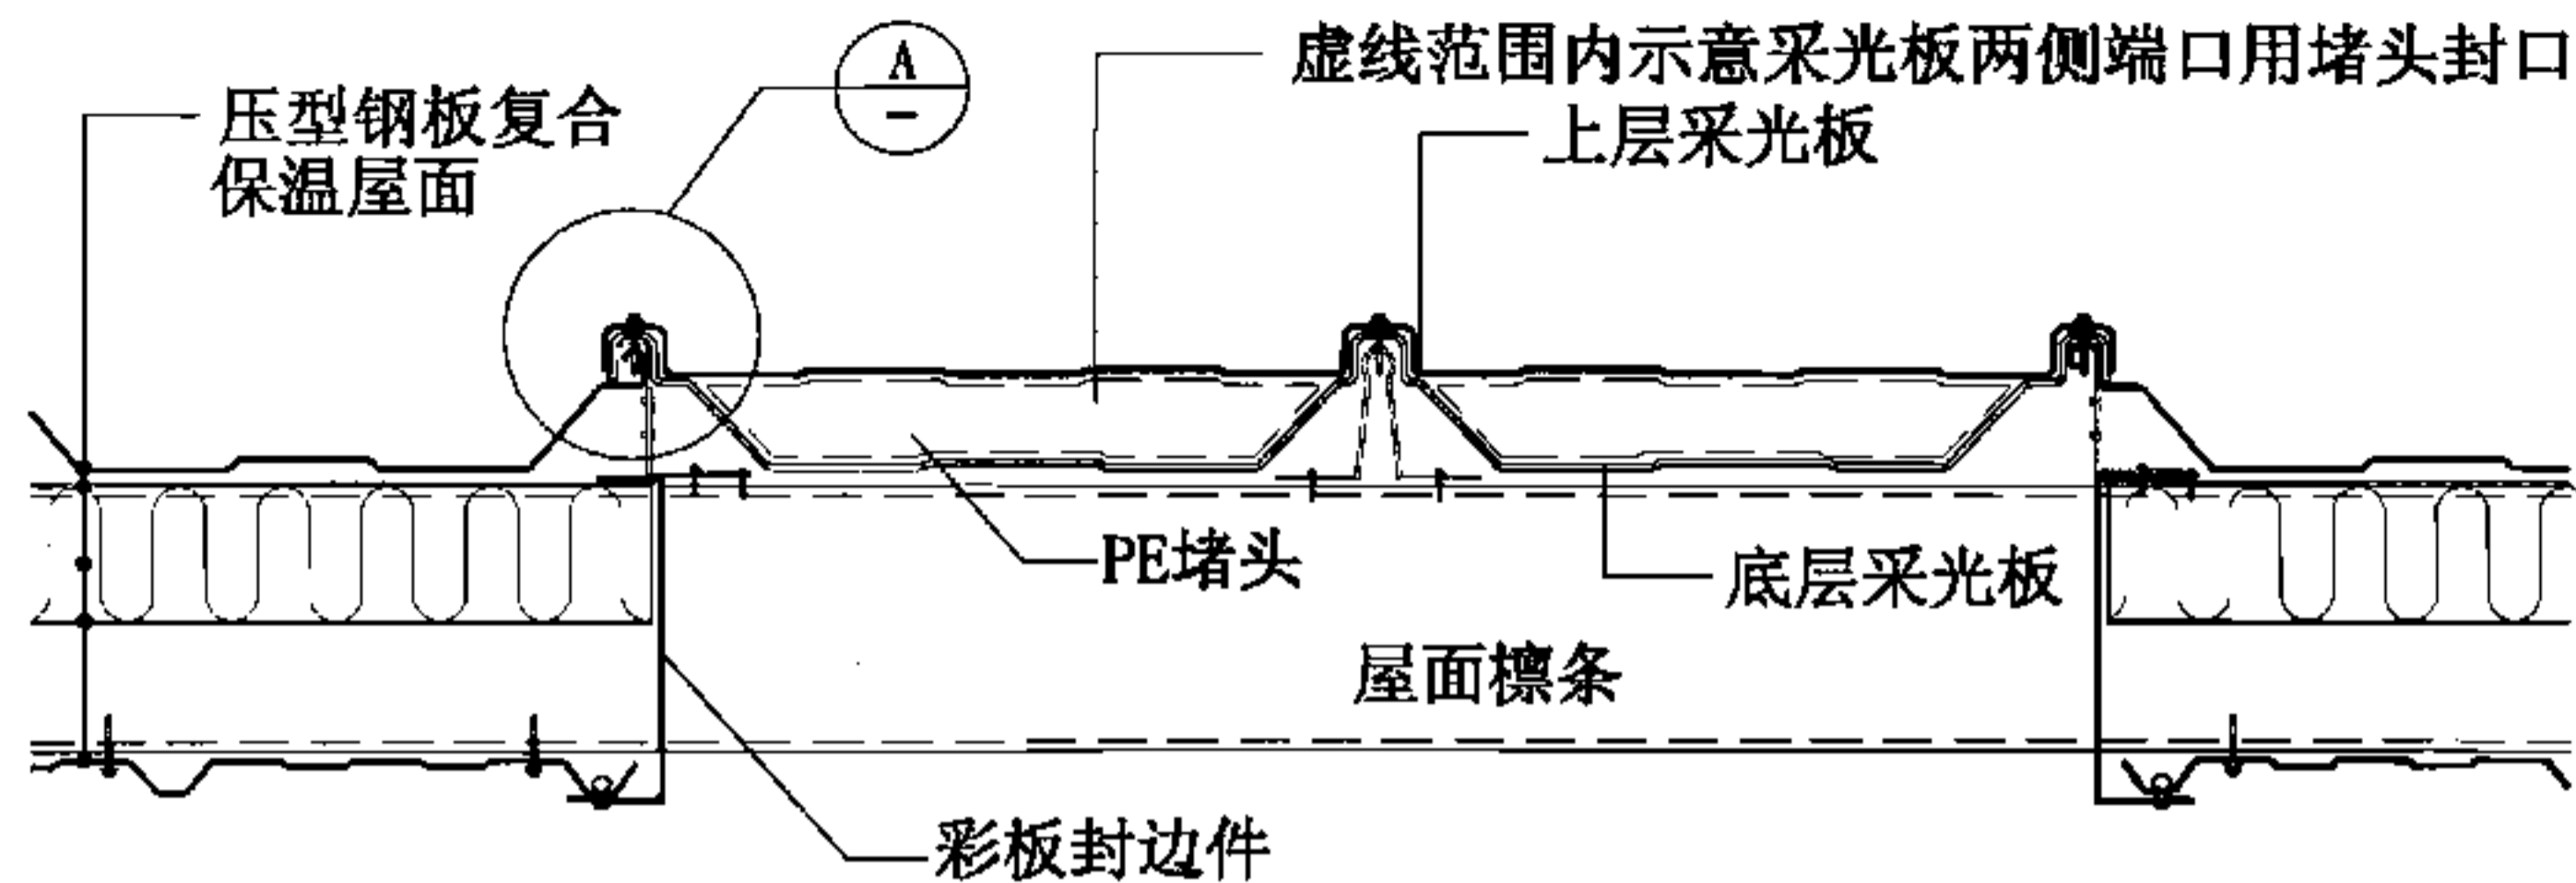 A
—
虚线范围内示意采光板两侧端口用堵头封口
压型钢板复合
保温屋面
上层采光板
PE堵头
底层采光板
屋面檩条
彩板封边件